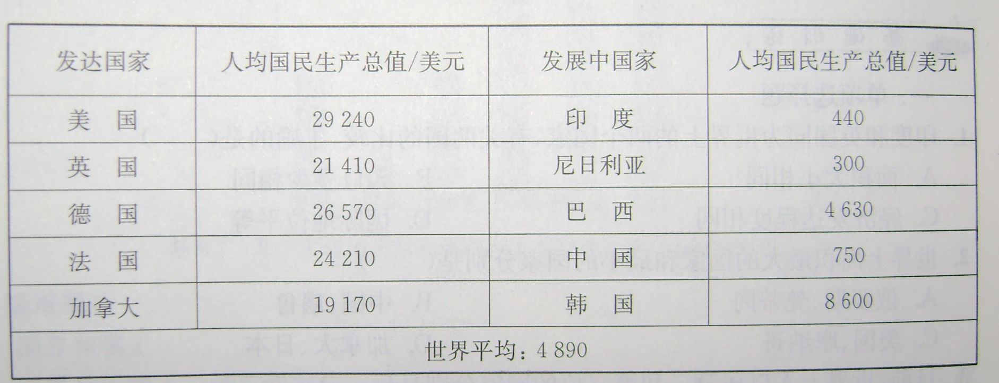 发达国家 人均国民生产总值/美元 发展中国家 人均国民生产总值/美元
美 国 29 240 印 度 440
英 国 21 410 尼日利亚 300
德 国 26 570 巴 西 4 630
法 国 24 210 中 国 750
加拿大 19 170 韩 国 8 600
世界平均: 4 890